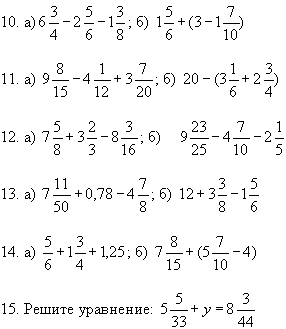 10. а) 6 3/4 − 2 5/6 − 1 3/8; б) 1 5/6 + (3 − 1 7/10)
11. а) 9 8/15 − 4 1/12 + 3 7/20; б) 20 − (3 1/6 + 2 3/4)
12. а) 7 5/8 + 3 2/3 − 8 3/16; б) 9 23/25 − 4 7/10 − 2 1/5
13. а) 7 11/50 + 0,78 − 4 7/8; б) 12 + 3 3/8 − 1 5/6
14. а) 5/6 + 1 3/4 + 1,25; б) 7 8/15 + (5 7/10 − 4)
15. Решите уравнение: 5 5/33 + y = 8 3/44